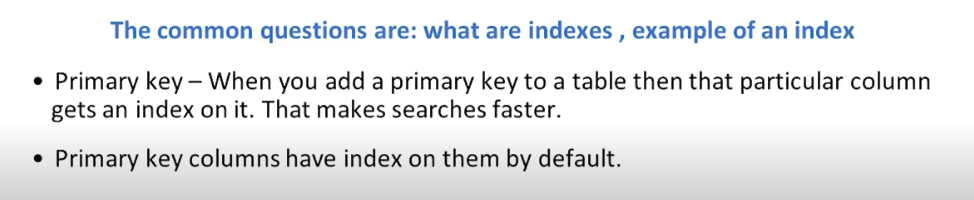 The common questions are: what are indexes , example of an index
• Primary key – When you add a primary key to a table then that particular column
gets an index on it. That makes searches faster.
• Primary key columns have index on them by default.